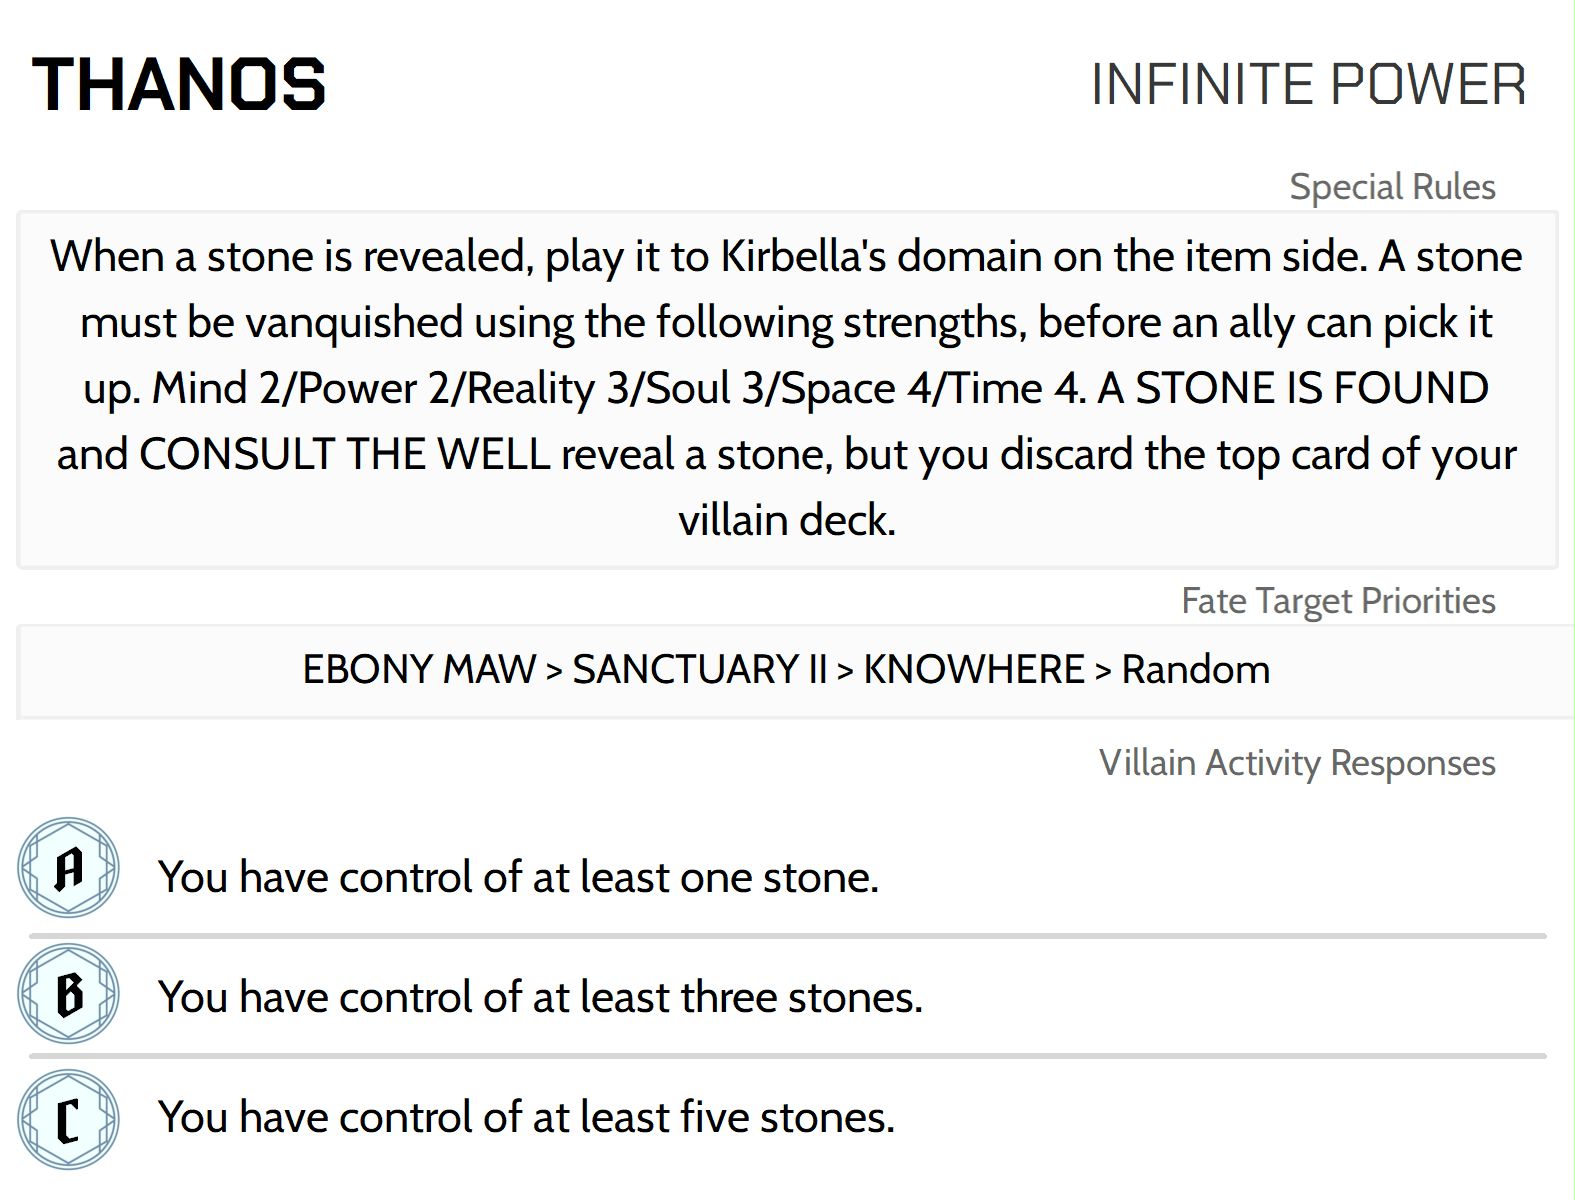 THANOS
INFINITE POWER
Special Rules
When a stone is revealed, play it to Kirbella's domain on the item side. A stone
must be vanquished using the following strengths, before an ally can pick it
up. Mind 2/Power 2/Reality 3/Soul 3/Space 4/Time 4. A STONE IS FOUND
and CONSULT THE WELL reveal a stone, but you discard the top card of your
villain deck.
Fate Target Priorities
EBONY MAW > SANCTUARY II > KNOWHERE > Random
Villain Activity Responses
A
You have control of at least one stone.
B
You have control of at least three stones.
C
You have control of at least five stones.